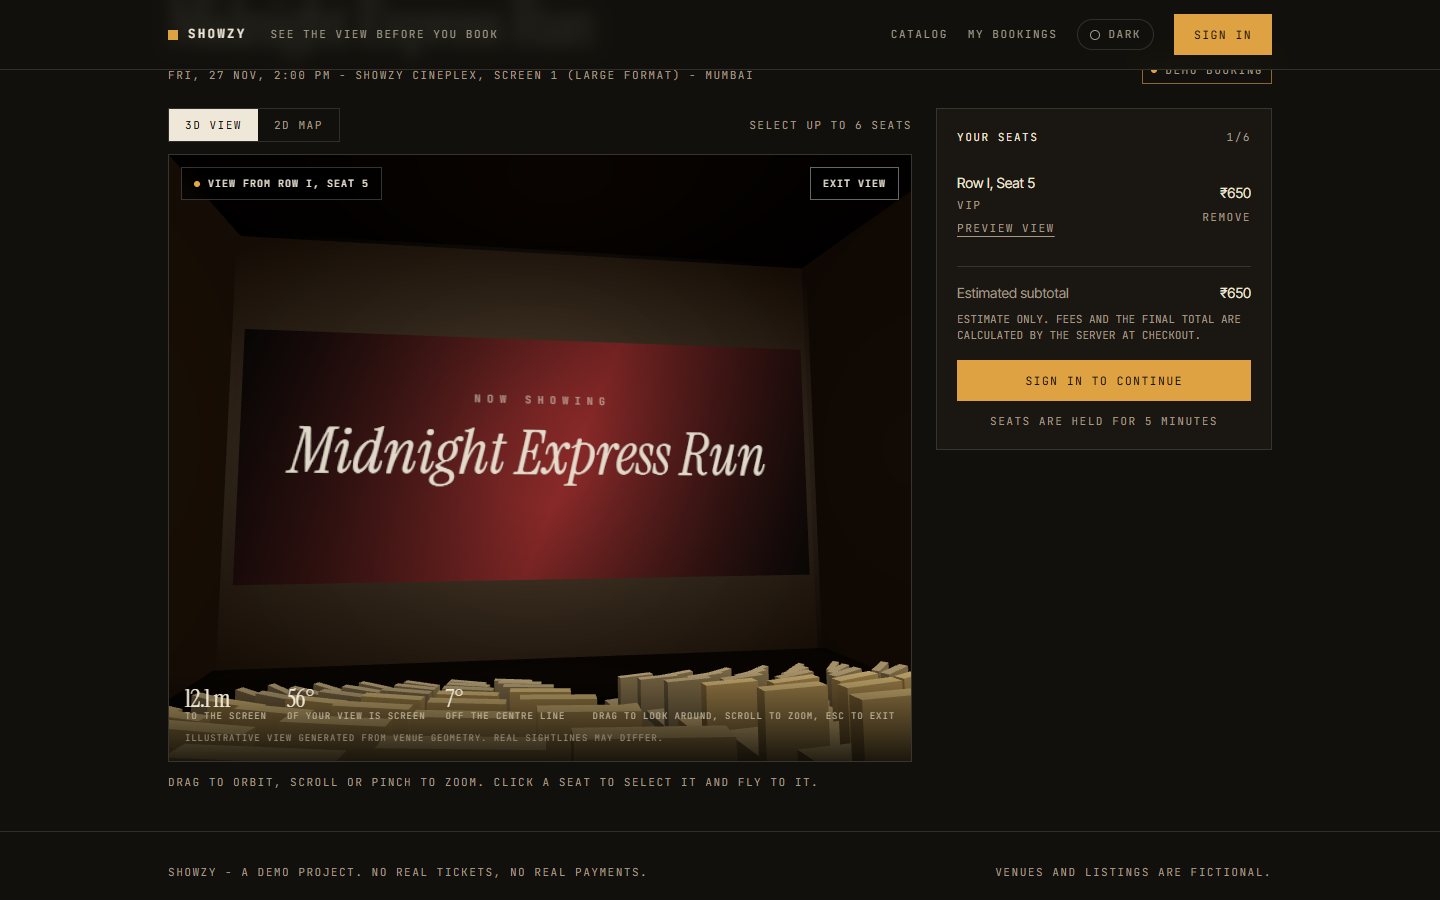 SHOWZY
SEE THE VIEW BEFORE YOU BOOK
CATALOG
MY BOOKINGS
DARK
SIGN IN
FRI, 27 NOV, 2:00 PM - SHOWZY CINEPLEX, SCREEN 1 (LARGE FORMAT) - MUMBAI
DEMO BOOKING
3D VIEW
2D MAP
SELECT UP TO 6 SEATS
VIEW FROM ROW I, SEAT 5
EXIT VIEW
NOW SHOWING
Midnight Express Run
12.1 m
TO THE SCREEN
56°
OF YOUR VIEW IS SCREEN
7°
OFF THE CENTRE LINE
DRAG TO LOOK AROUND, SCROLL TO ZOOM, ESC TO EXIT
ILLUSTRATIVE VIEW GENERATED FROM VENUE GEOMETRY. REAL SIGHTLINES MAY DIFFER.
DRAG TO ORBIT, SCROLL OR PINCH TO ZOOM. CLICK A SEAT TO SELECT IT AND FLY TO IT.
YOUR SEATS
1/6
Row I, Seat 5
VIP
PREVIEW VIEW
₹650
REMOVE
Estimated subtotal
₹650
ESTIMATE ONLY. FEES AND THE FINAL TOTAL ARE
CALCULATED BY THE SERVER AT CHECKOUT.
SIGN IN TO CONTINUE
SEATS ARE HELD FOR 5 MINUTES
SHOWZY - A DEMO PROJECT. NO REAL TICKETS, NO REAL PAYMENTS.
VENUES AND LISTINGS ARE FICTIONAL.